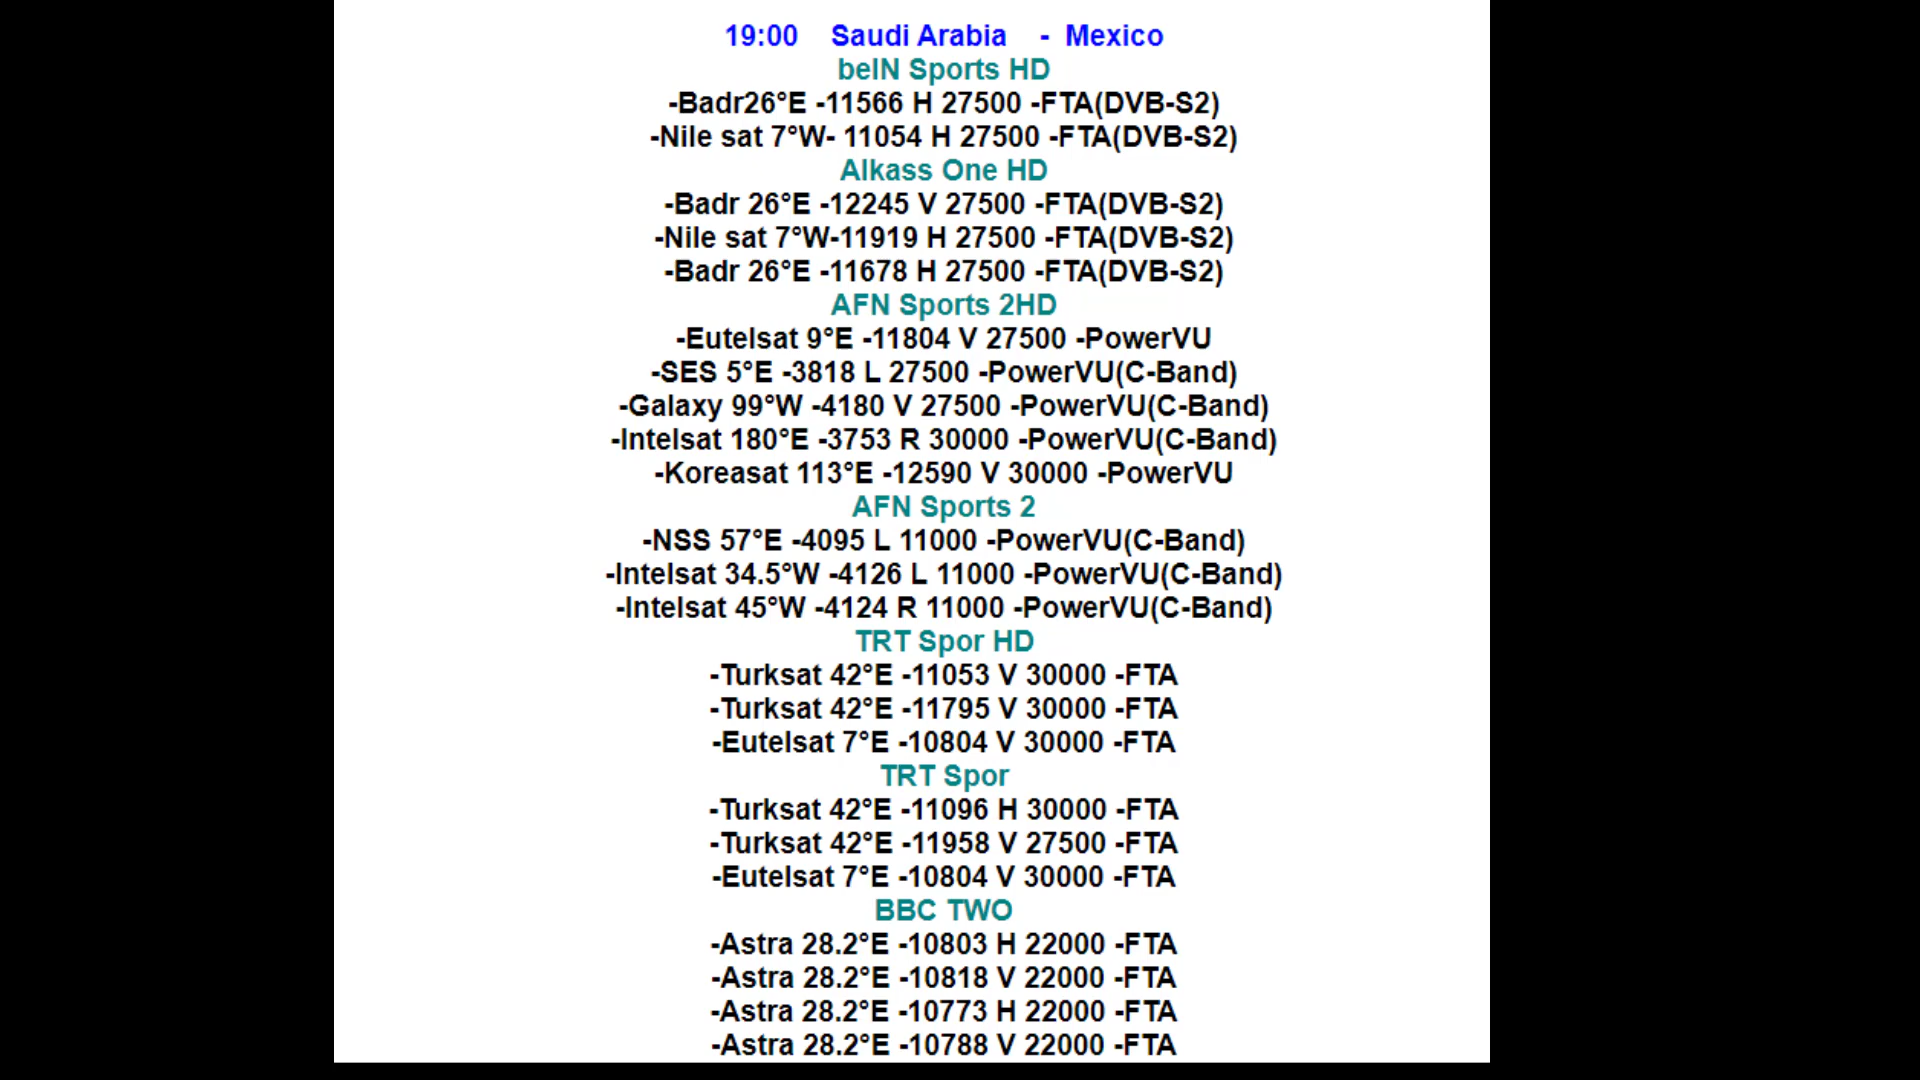 19:00 Saudi Arabia - Mexico
beIN Sports HD
-Badr26°E -11566 H 27500 -FTA(DVB-S2)
-Nile sat 7°W- 11054 H 27500 -FTA(DVB-S2)
Alkass One HD
-Badr 26°E -12245 V 27500 -FTA(DVB-S2)
-Nile sat 7°W-11919 H 27500 -FTA(DVB-S2)
-Badr 26°E -11678 H 27500 -FTA(DVB-S2)
AFN Sports 2HD
-Eutelsat 9°E -11804 V 27500 -PowerVU
-SES 5°E -3818 L 27500 -PowerVU(C-Band)
-Galaxy 99°W -4180 V 27500 -PowerVU(C-Band)
-Intelsat 180°E -3753 R 30000 -PowerVU(C-Band)
-Koreasat 113°E -12590 V 30000 -PowerVU
AFN Sports 2
-NSS 57°E -4095 L 11000 -PowerVU(C-Band)
-Intelsat 34.5°W -4126 L 11000 -PowerVU(C-Band)
-Intelsat 45°W -4124 R 11000 -PowerVU(C-Band)
TRT Spor HD
-Turksat 42°E -11053 V 30000 -FTA
-Turksat 42°E -11795 V 30000 -FTA
-Eutelsat 7°E -10804 V 30000 -FTA
TRT Spor
-Turksat 42°E -11096 H 30000 -FTA
-Turksat 42°E -11958 V 27500 -FTA
-Eutelsat 7°E -10804 V 30000 -FTA
BBC TWO
-Astra 28.2°E -10803 H 22000 -FTA
-Astra 28.2°E -10818 V 22000 -FTA
-Astra 28.2°E -10773 H 22000 -FTA
-Astra 28.2°E -10788 V 22000 -FTA